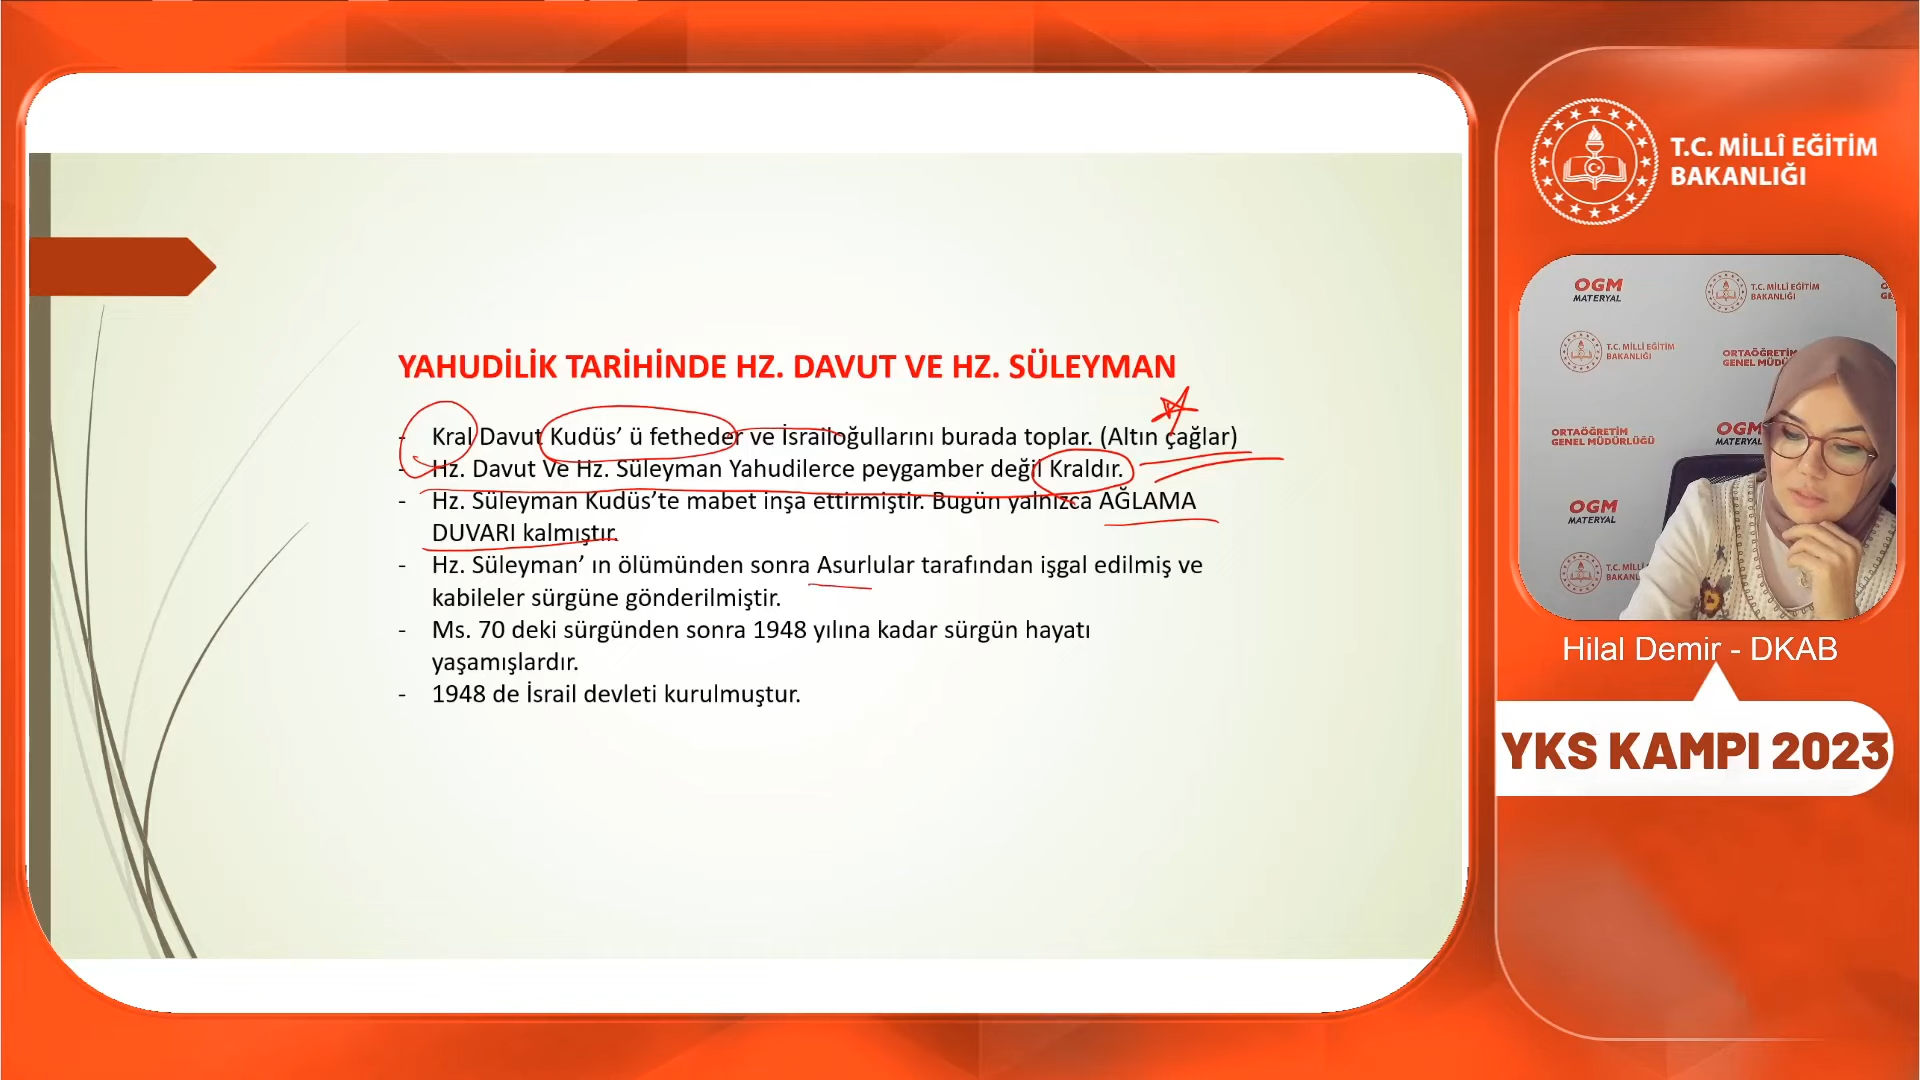 YAHUDİLİK TARİHİNDE HZ. DAVUT VE HZ. SÜLEYMAN
- Kral Davut Kudüs’ ü fetheder ve İsrailoğullarını burada toplar. (Altın çağlar)
- Hz. Davut Ve Hz. Süleyman Yahudilerce peygamber değil Kraldır.
- Hz. Süleyman Kudüs’te mabet inşa ettirmiştir. Bugün yalnızca AĞLAMA
DUVARI kalmıştır.
- Hz. Süleyman’ ın ölümünden sonra Asurlular tarafından işgal edilmiş ve
kabileler sürgüne gönderilmiştir.
- Ms. 70 deki sürgünden sonra 1948 yılına kadar sürgün hayatı
yaşamışlardır.
- 1948 de İsrail devleti kurulmuştur.
T.C. MİLLÎ EĞİTİM
BAKANLIĞI
OGM
MATERYAL
T.C. MİLLÎ EĞİTİM
BAKANLIĞI
T.C. MİLLÎ EĞİTİM
BAKANLIĞI
ORTAÖĞRETİM
GENEL
ORTAÖĞRETİM
GENEL MÜDÜRLÜĞÜ
OGM
MATERYAL
OGM
MATERYAL
T.C.
Hilal Demir - DKAB
YKS KAMPI 2023